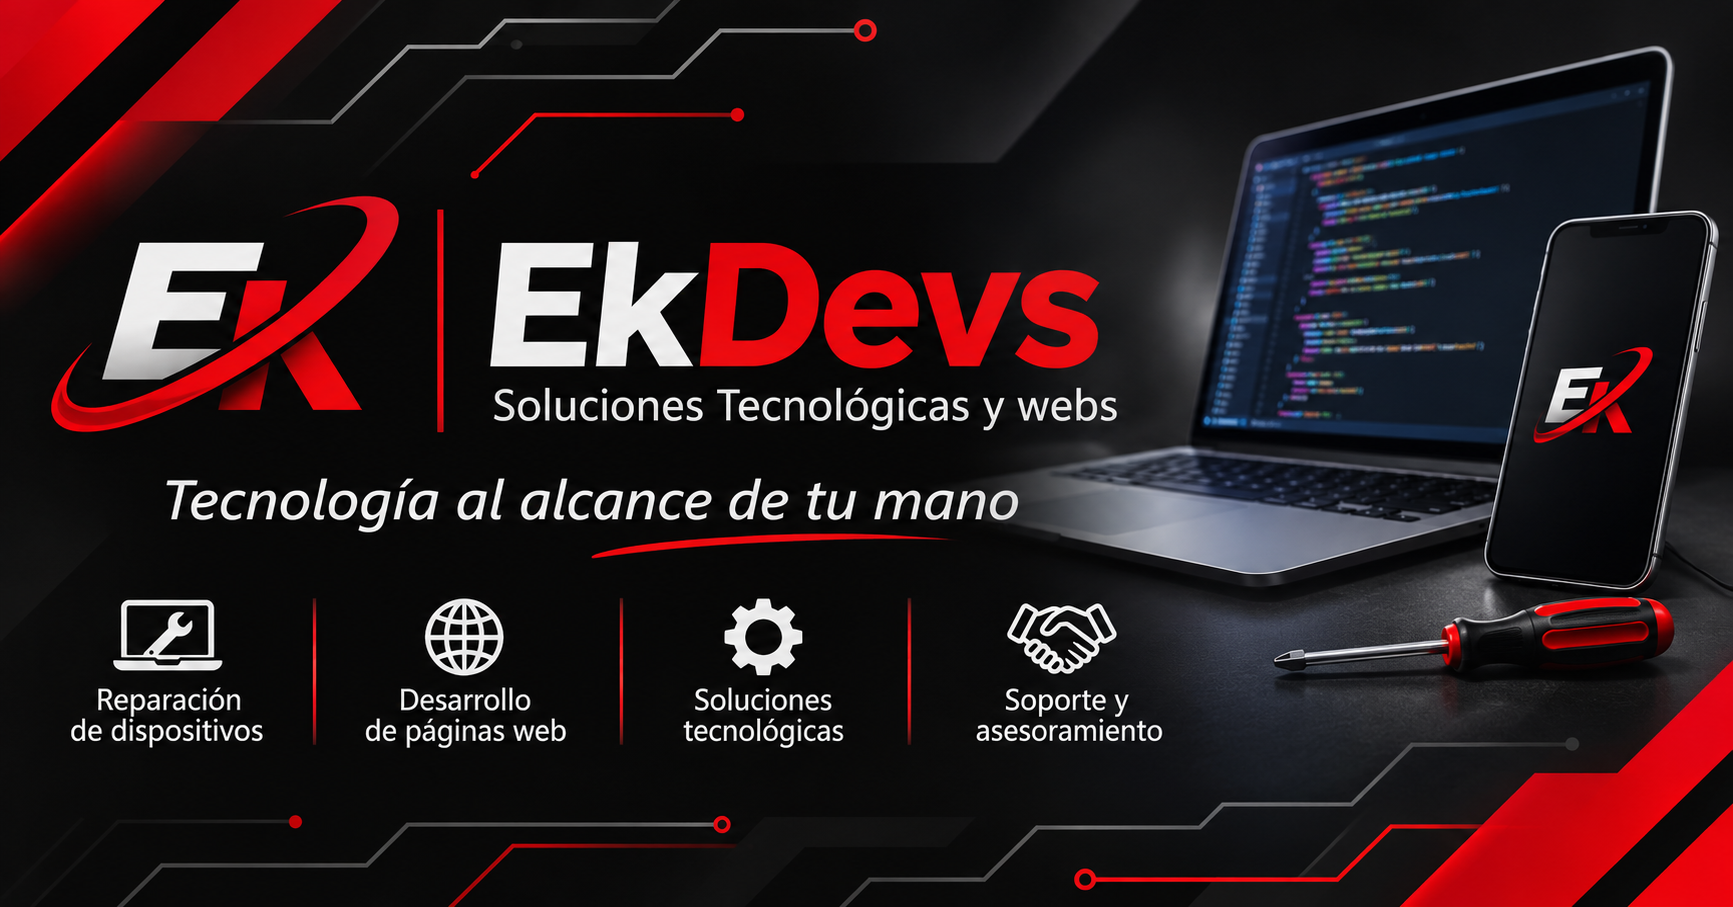 EK
EkDevs
Soluciones Tecnológicas y webs
Tecnología al alcance de tu mano
Reparación
de dispositivos
Desarrollo
de páginas web
Soluciones
tecnológicas
Soporte y
asesoramiento
EK